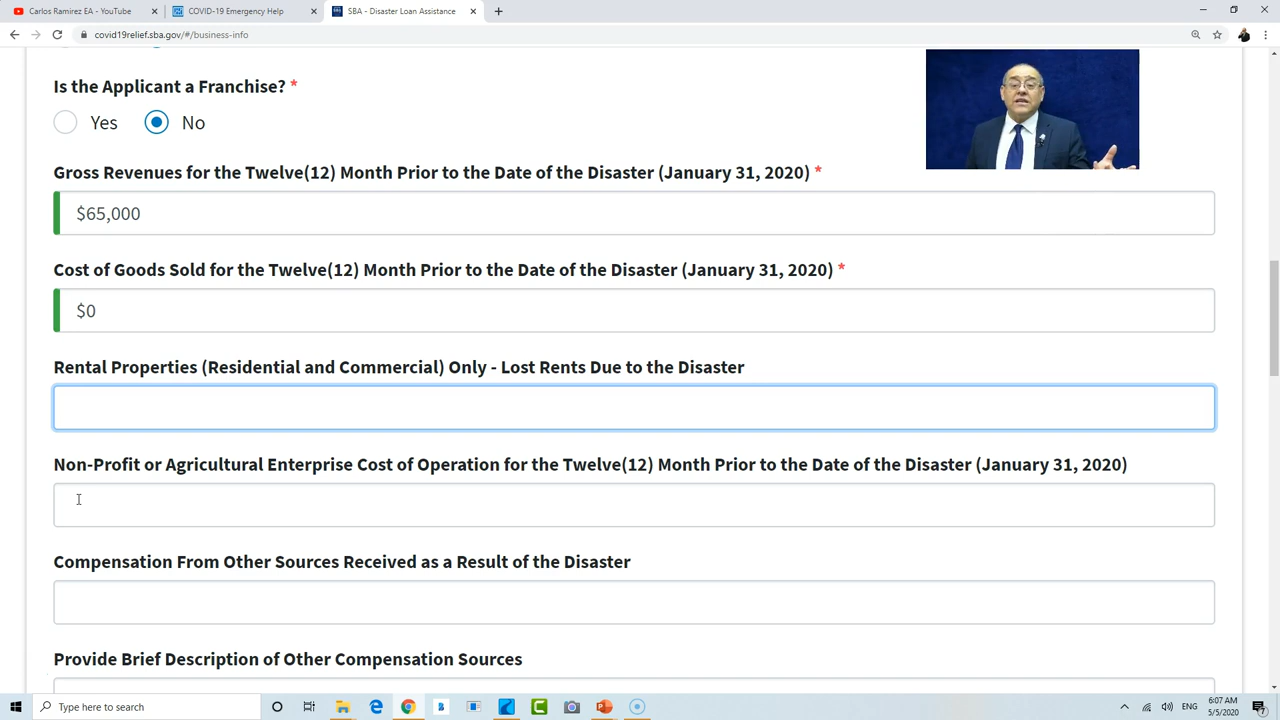 Carlos Ramirez EA - YouTube
COVID-19 Emergency Help
SBA - Disaster Loan Assistance
covid19relief.sba.gov/#/business-info
Is the Applicant a Franchise? *
Yes
No
Gross Revenues for the Twelve(12) Month Prior to the Date of the Disaster (January 31, 2020) *
$65,000
Cost of Goods Sold for the Twelve(12) Month Prior to the Date of the Disaster (January 31, 2020) *
$0
Rental Properties (Residential and Commercial) Only - Lost Rents Due to the Disaster
Non-Profit or Agricultural Enterprise Cost of Operation for the Twelve(12) Month Prior to the Date of the Disaster (January 31, 2020)
Compensation From Other Sources Received as a Result of the Disaster
Provide Brief Description of Other Compensation Sources
Type here to search
ENG
6:07 AM
5/5/2020